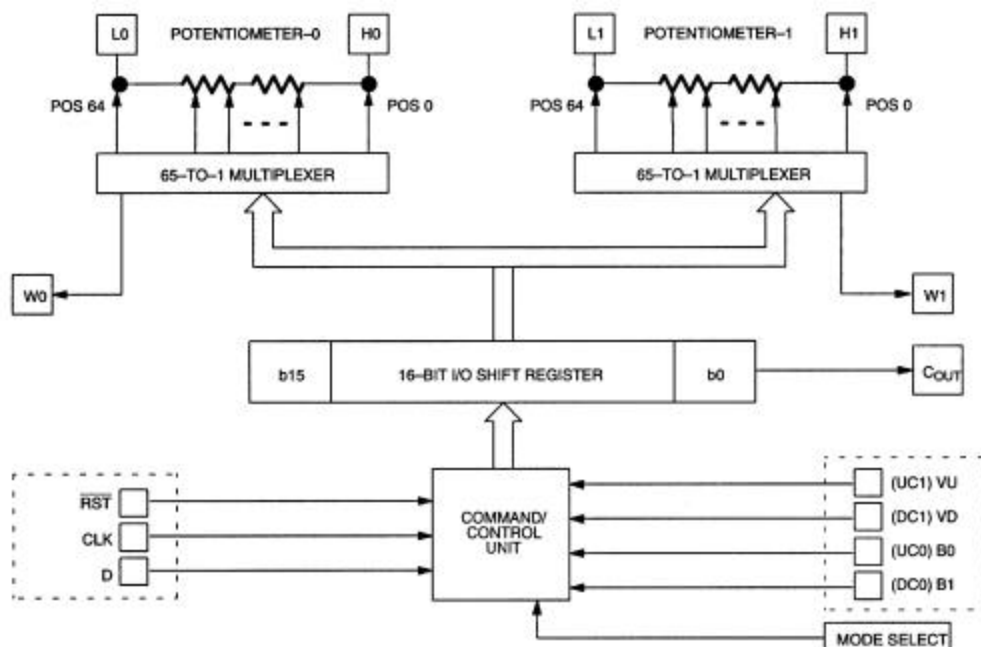 L0 POTENTIOMETER-0 H0 L1 POTENTIOMETER-1 H1
POS 64 POS 0 POS 64 POS 0
65-TO-1 MULTIPLEXER 65-TO-1 MULTIPLEXER
W0 W1
b15 16-BIT I/O SHIFT REGISTER b0 COUT
RST (UC1) VU
CLK COMMAND/ (DC1) VD
CONTROL
D UNIT (UC0) B0
(DC0) B1
MODE SELECT